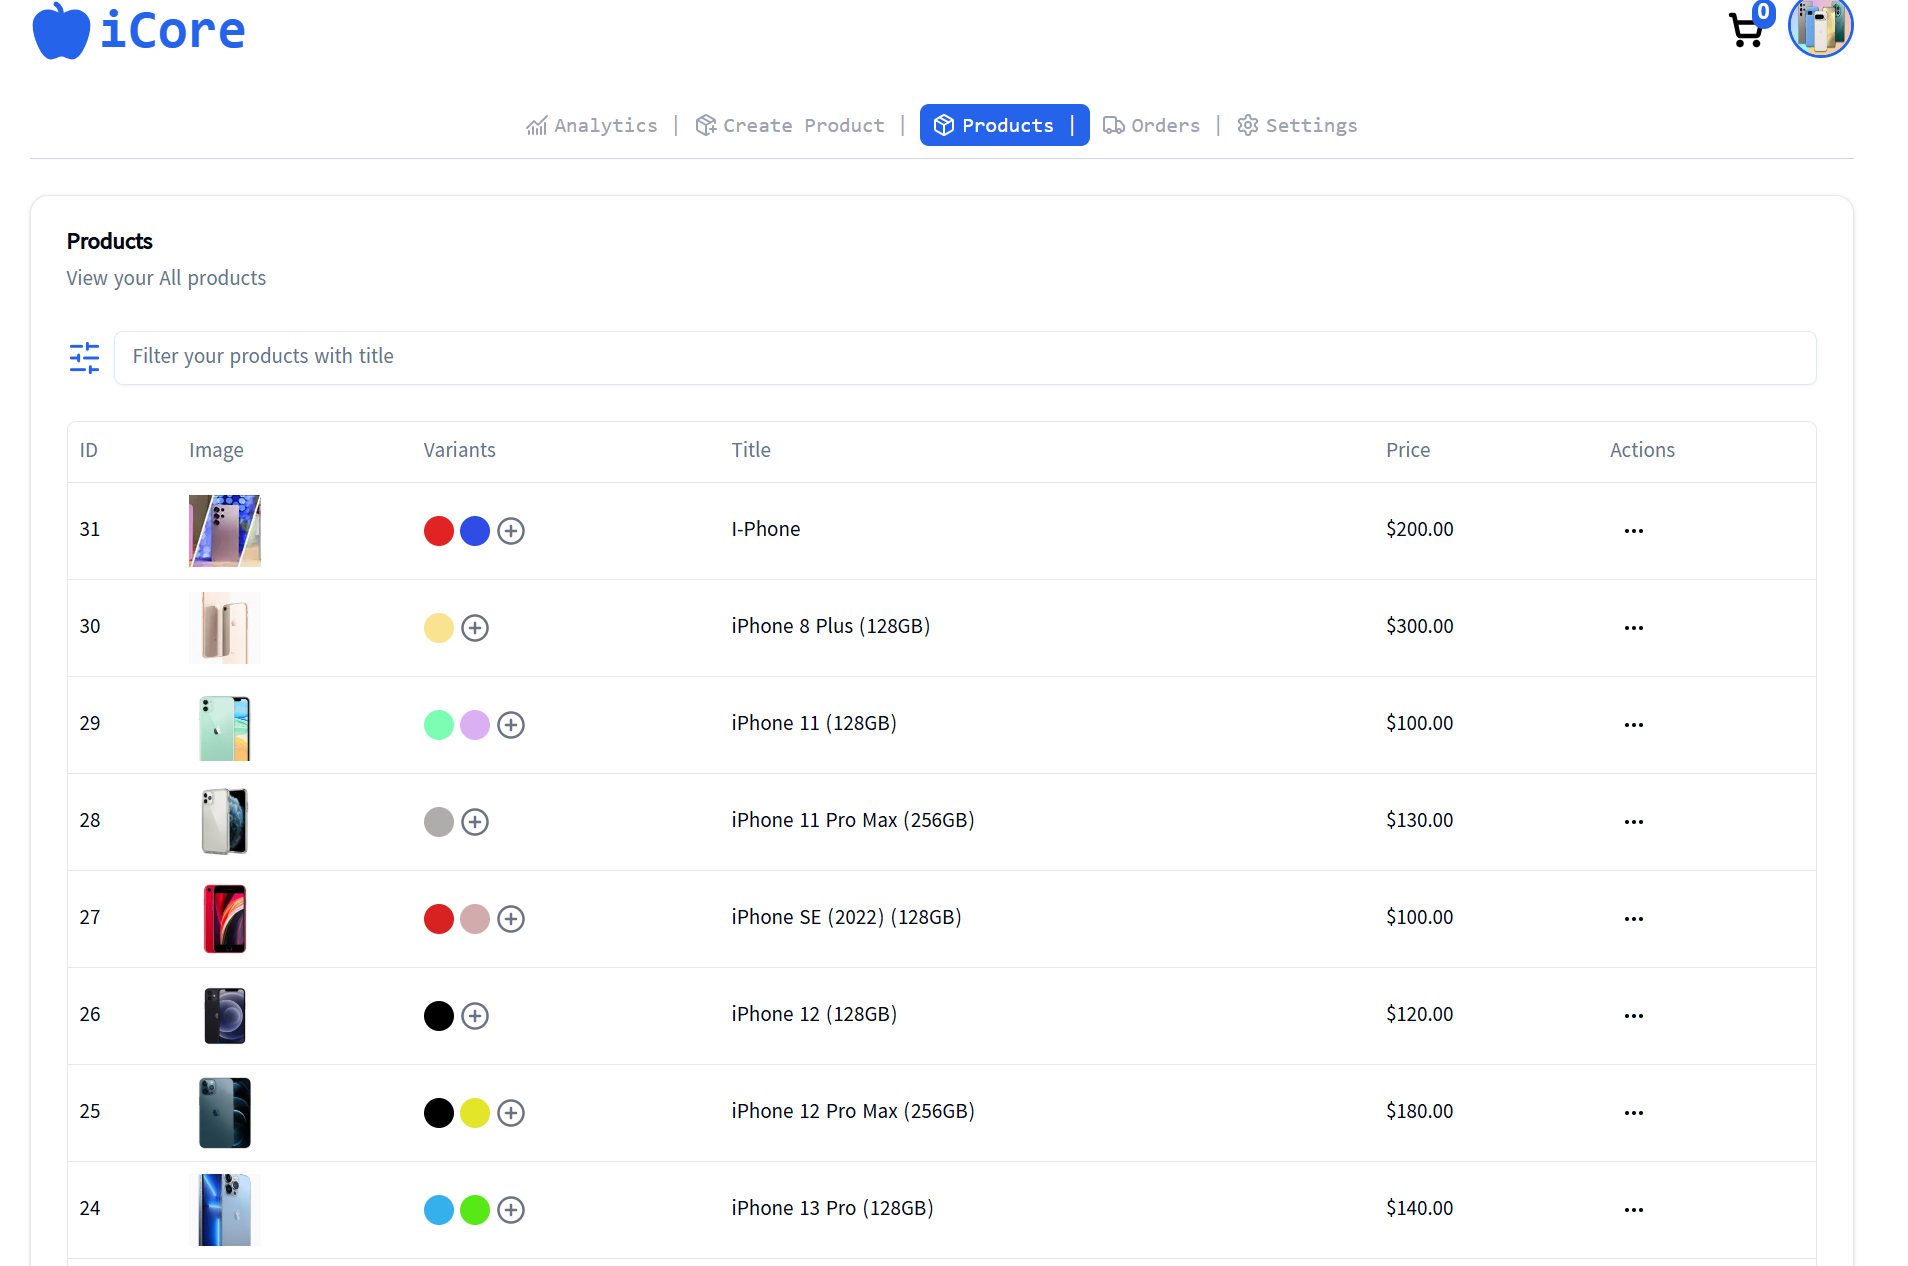 iCore
0
Analytics | Create Product | Products | Orders | Settings
Products
View your All products
Filter your products with title
ID Image Variants Title Price Actions
31 I-Phone $200.00 ...
30 iPhone 8 Plus (128GB) $300.00 ...
29 iPhone 11 (128GB) $100.00 ...
28 iPhone 11 Pro Max (256GB) $130.00 ...
27 iPhone SE (2022) (128GB) $100.00 ...
26 iPhone 12 (128GB) $120.00 ...
25 iPhone 12 Pro Max (256GB) $180.00 ...
24 iPhone 13 Pro (128GB) $140.00 ...